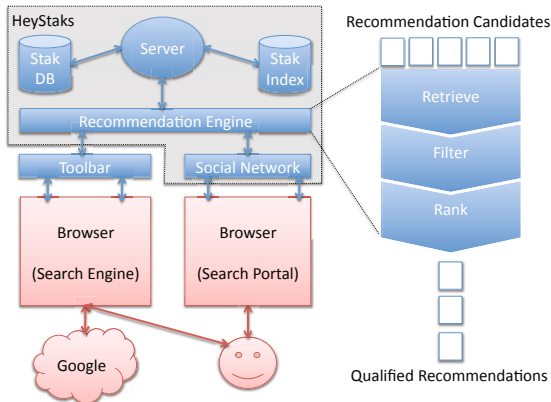 HeyStaks
Server
Stak
DB
Stak
Index
Recommendation Engine
Toolbar
Social Network
Browser
(Search Engine)
Browser
(Search Portal)
Google
Recommendation Candidates
Retrieve
Filter
Rank
Qualified Recommendations